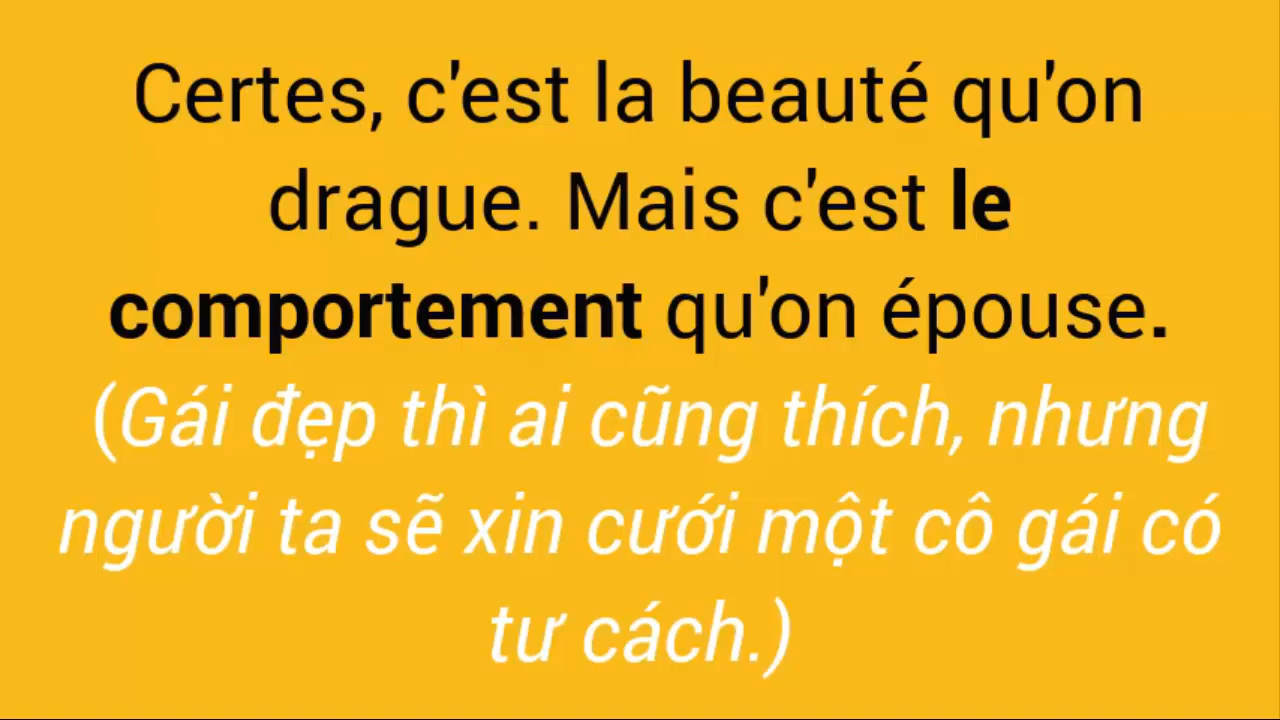 Certes, c'est la beauté qu'on
drague. Mais c'est le
comportement qu'on épouse.
(Gái đẹp thì ai cũng thích, nhưng
người ta sẽ xin cưới một cô gái có
tư cách.)